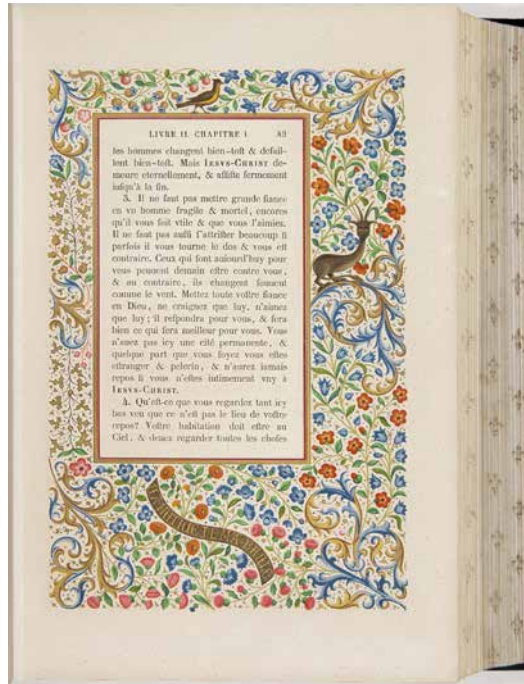 LIVRE II. CHAPITRE I. 83
les hommes changent bien-toſt & defail-
lent bien-toſt. Mais IESVS-CHRIST de-
meure eternellement, & aſſiſte fermement
iuſqu'à la fin.
3. Il ne faut pas mettre grande fiance
en vn homme fragile & mortel, encores
qu'il vous ſoit vtile & que vous l'aimiez.
Il ne faut pas auſſi ſ'attriſter beaucoup ſi
parfois il vous tourne le dos & vous eſt
contraire. Ceux qui ſont auiourd'huy pour
vous peuuent demain eſtre contre vous,
& au contraire, ils changent ſouuent
comme le vent. Mettez toute voſtre fiance
en Dieu, ne craignez que luy, n'aimez
que luy; il reſpondra pour vous, & fera
bien ce qui ſera meilleur pour vous. Vous
n'auez pas icy une cité permanente, &
quelque part que vous ſoyez vous eſtes
eſtranger & pelerin, & n'aurez iamais
repos ſi vous n'eſtes intimement vny à
IESVS-CHRIST.
4. Qu'eſt-ce que vous regardez tant icy
bas veu que ce n'eſt pas le lieu de voſtre
repos? Voſtre habitation doit eſtre au
Ciel, & deuez regarder toutes les choſes